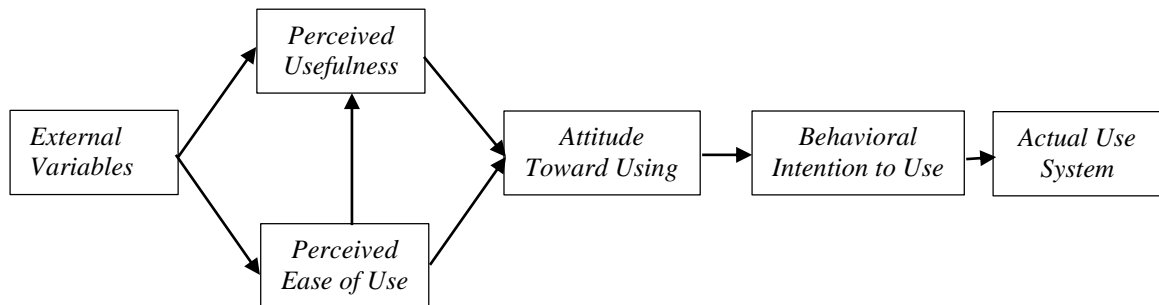 Perceived
Usefulness
External
Variables
Attitude
Toward Using
Behavioral
Intention to Use
Actual Use
System
Perceived
Ease of Use